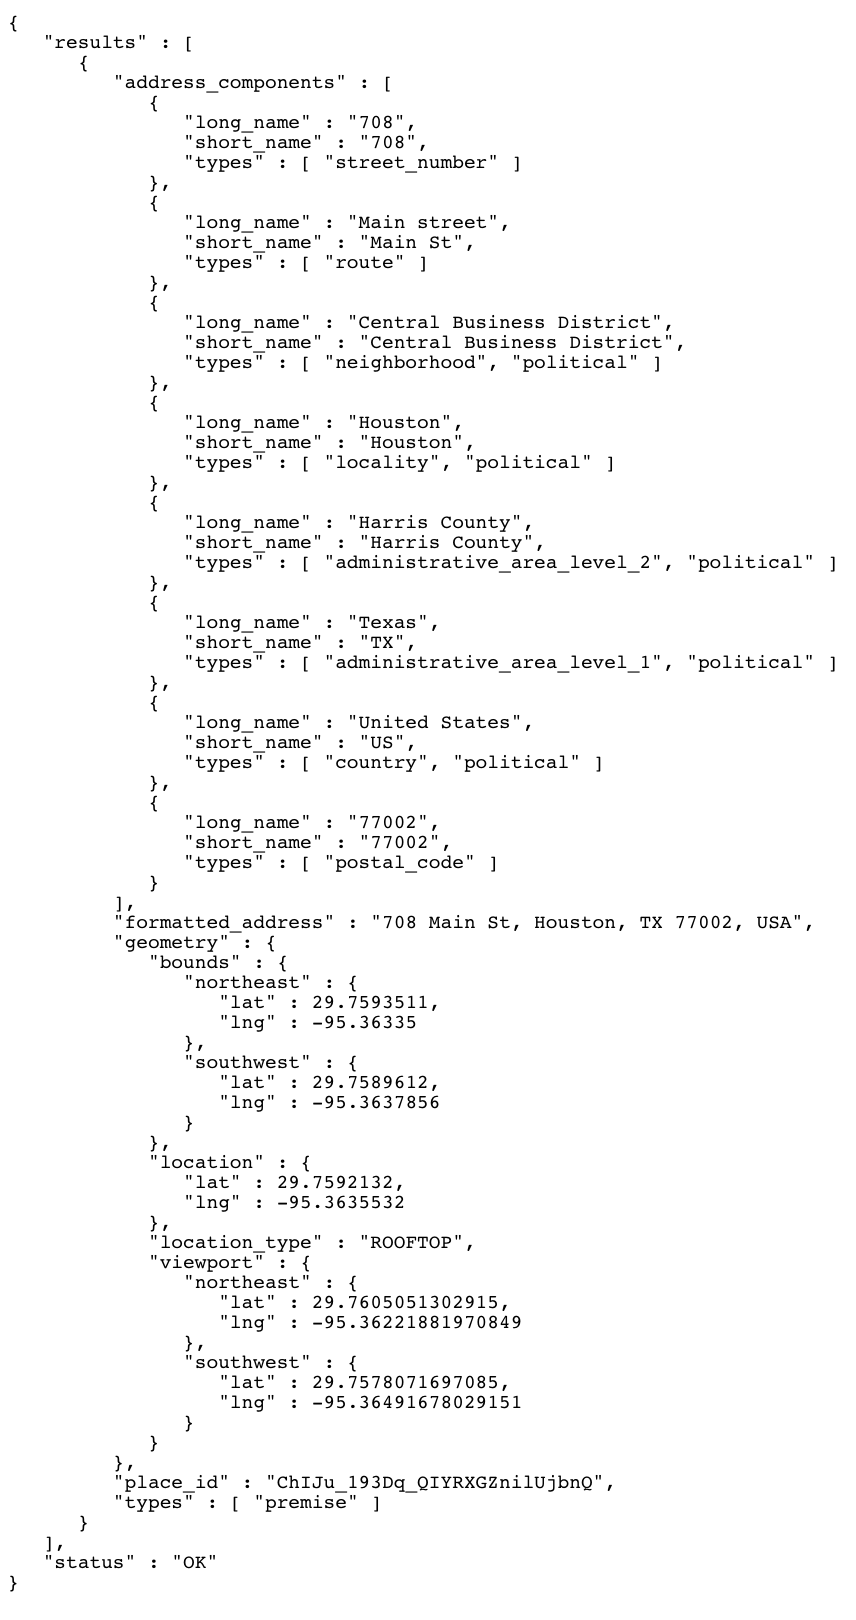 {
   "results" : [
      {
         "address_components" : [
            {
               "long_name" : "708",
               "short_name" : "708",
               "types" : [ "street_number" ]
            },
            {
               "long_name" : "Main street",
               "short_name" : "Main St",
               "types" : [ "route" ]
            },
            {
               "long_name" : "Central Business District",
               "short_name" : "Central Business District",
               "types" : [ "neighborhood", "political" ]
            },
            {
               "long_name" : "Houston",
               "short_name" : "Houston",
               "types" : [ "locality", "political" ]
            },
            {
               "long_name" : "Harris County",
               "short_name" : "Harris County",
               "types" : [ "administrative_area_level_2", "political" ]
            },
            {
               "long_name" : "Texas",
               "short_name" : "TX",
               "types" : [ "administrative_area_level_1", "political" ]
            },
            {
               "long_name" : "United States",
               "short_name" : "US",
               "types" : [ "country", "political" ]
            },
            {
               "long_name" : "77002",
               "short_name" : "77002",
               "types" : [ "postal_code" ]
            }
         ],
         "formatted_address" : "708 Main St, Houston, TX 77002, USA",
         "geometry" : {
            "bounds" : {
               "northeast" : {
                  "lat" : 29.7593511,
                  "lng" : -95.36335
               },
               "southwest" : {
                  "lat" : 29.7589612,
                  "lng" : -95.3637856
               }
            },
            "location" : {
               "lat" : 29.7592132,
               "lng" : -95.3635532
            },
            "location_type" : "ROOFTOP",
            "viewport" : {
               "northeast" : {
                  "lat" : 29.7605051302915,
                  "lng" : -95.36221881970849
               },
               "southwest" : {
                  "lat" : 29.7578071697085,
                  "lng" : -95.36491678029151
               }
            }
         },
         "place_id" : "ChIJu_193Dq_QIYRXGZnilUjbnQ",
         "types" : [ "premise" ]
      }
   ],
   "status" : "OK"
}